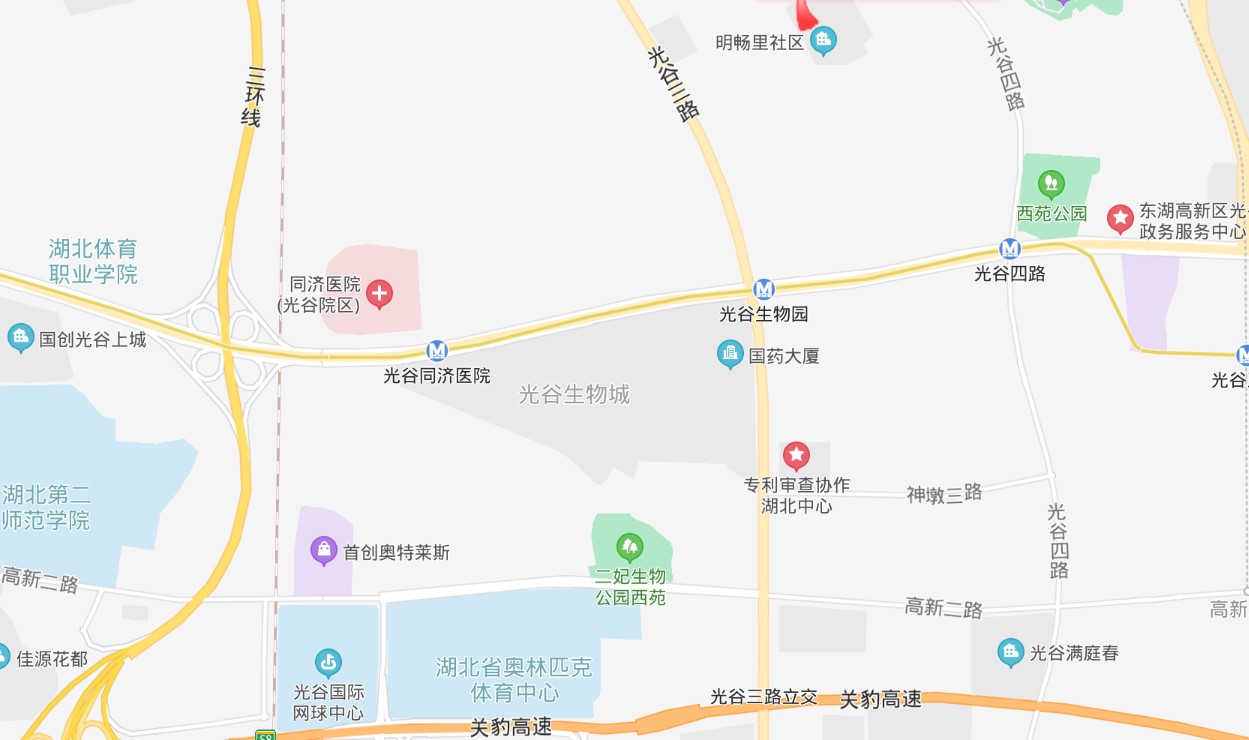 明畅里社区
光谷三路
光谷四路
三环线
西苑公园
东湖高新区光
政务服务中心
湖北体育
职业学院
同济医院
(光谷院区)
光谷四路
光谷生物园
国创光谷上城
国药大厦
光谷同济医院
光谷
光谷生物城
专利审查协作
湖北中心
神墩三路
湖北第二
师范学院
光谷四路
首创奥特莱斯
二妃生物
公园西苑
高新二路
高新二路
高新
佳源花都
光谷国际
网球中心
湖北省奥林匹克
体育中心
光谷满庭春
光谷三路立交
关豹高速
关豹高速